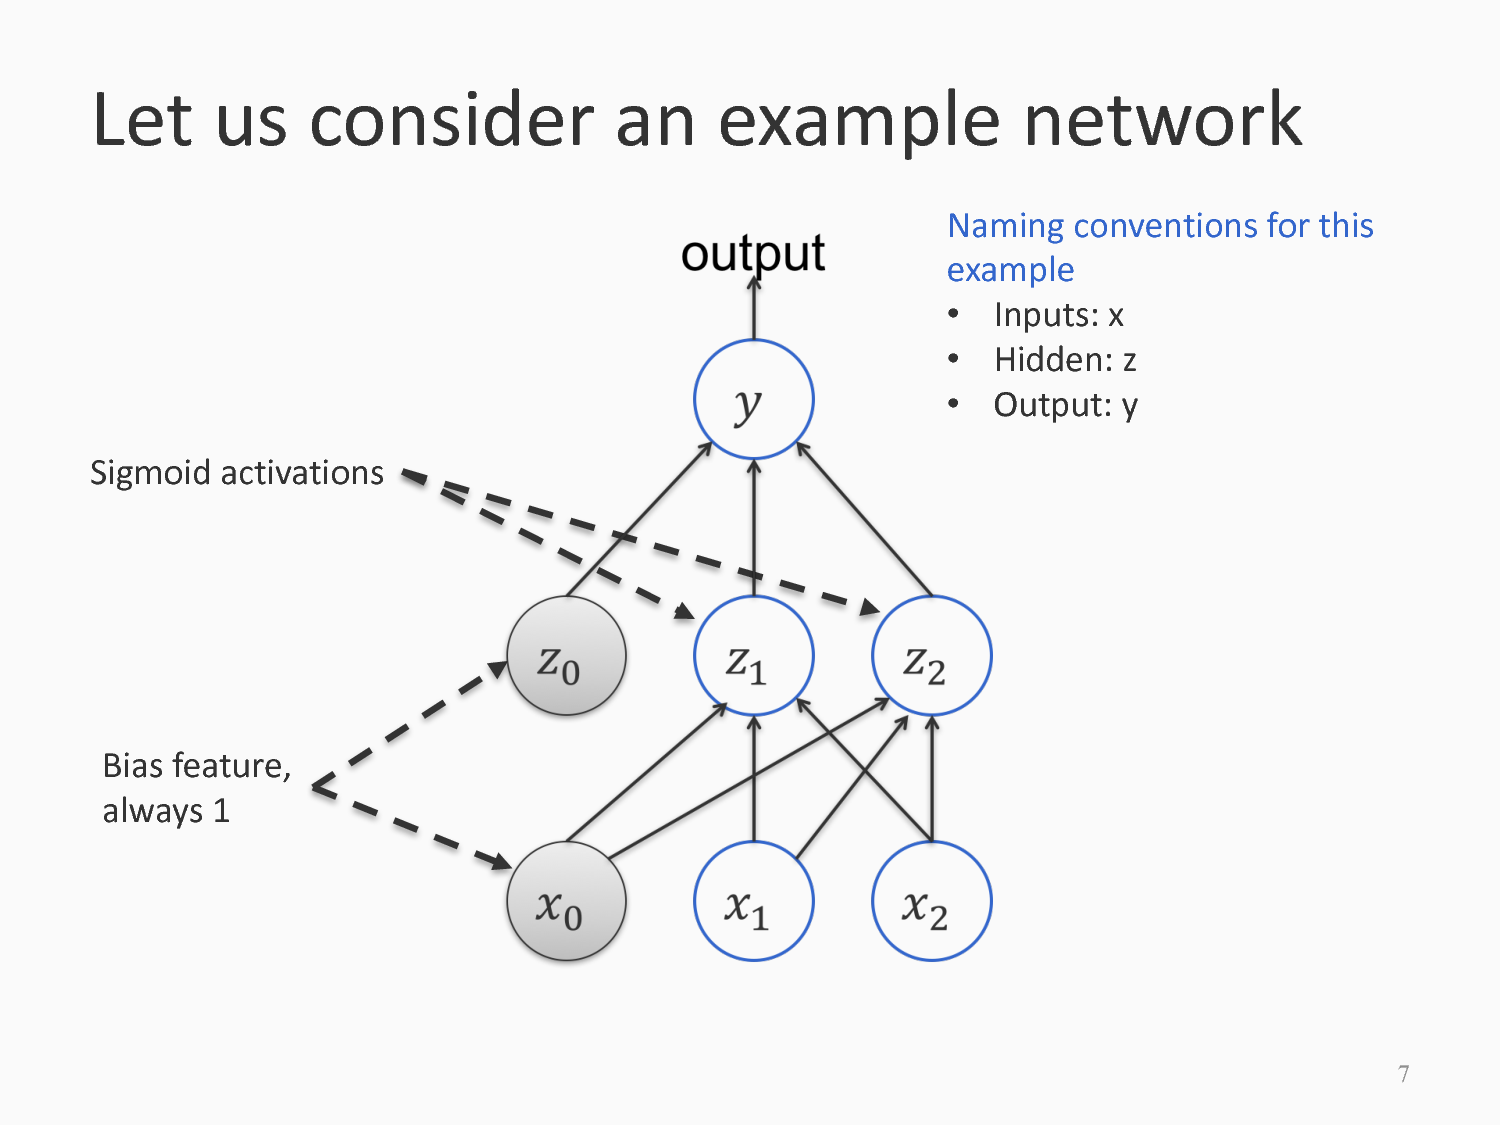 Let us consider an example network
Naming conventions for this
example
• Inputs: x
• Hidden: z
• Output: y
output
y
Sigmoid activations
z₀ z₁ z₂
Bias feature,
always 1
x₀ x₁ x₂
7